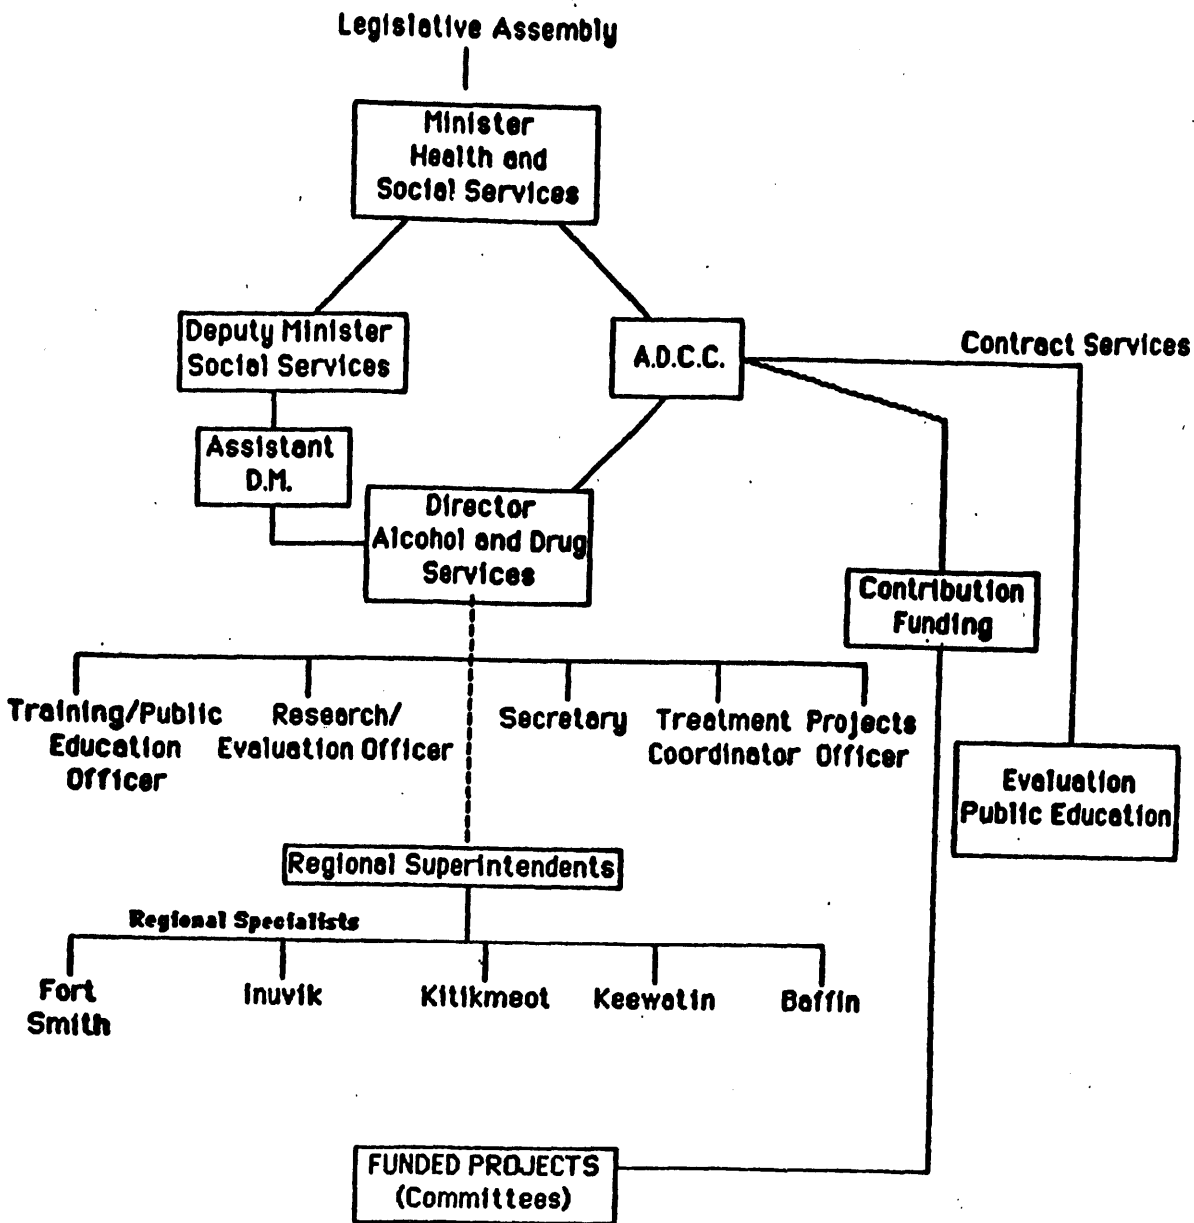 Legislative Assembly
Minister
Health and
Social Services
Deputy Minister
Social Services
A.D.C.C.
Contract Services
Assistant
D.M.
Director
Alcohol and Drug
Services
Contribution
Funding
Training/Public
Education
Officer
Research/
Evaluation Officer
Secretary
Treatment
Coordinator
Projects
Officer
Evaluation
Public Education
Regional Superintendents
Regional Specialists
Fort
Smith
Inuvik
Kitikmeot
Keewatin
Baffin
FUNDED PROJECTS
(Committees)